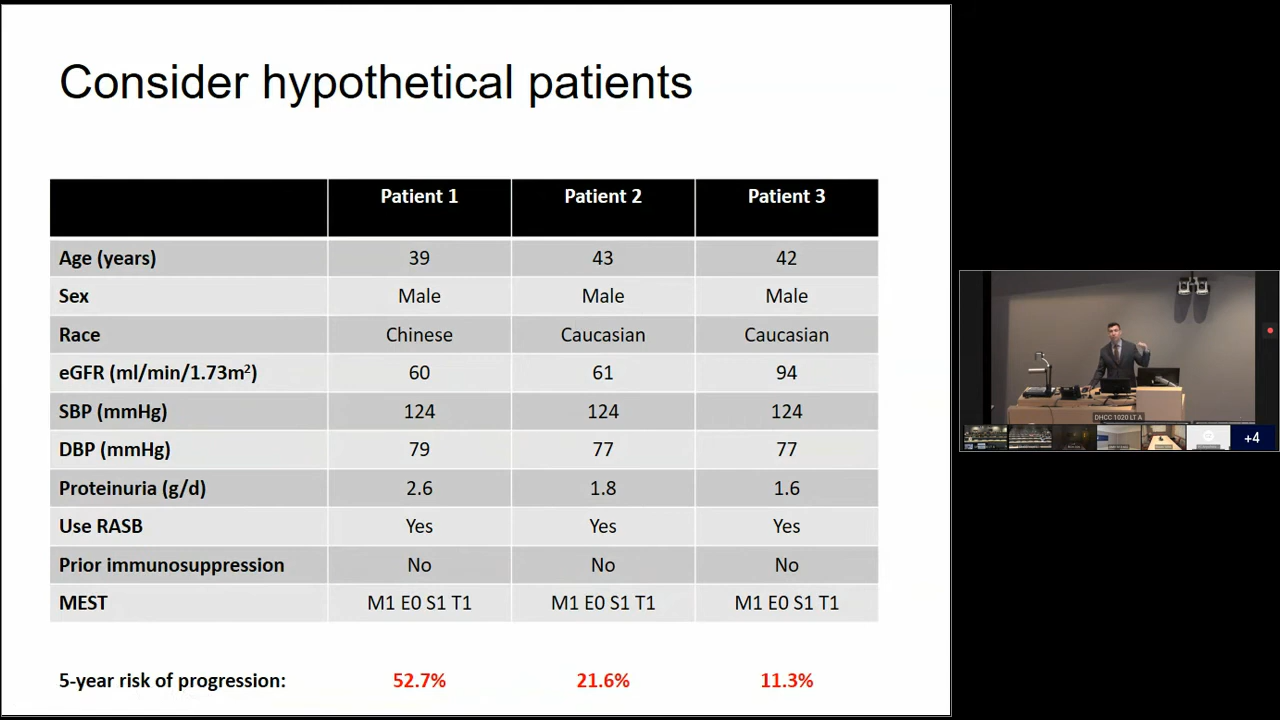 Consider hypothetical patients
Patient 1 Patient 2 Patient 3
Age (years) 39 43 42
Sex Male Male Male
Race Chinese Caucasian Caucasian
eGFR (ml/min/1.73m²) 60 61 94
SBP (mmHg) 124 124 124
DBP (mmHg) 79 77 77
Proteinuria (g/d) 2.6 1.8 1.6
Use RASB Yes Yes Yes
Prior immunosuppression No No No
MEST M1 E0 S1 T1 M1 E0 S1 T1 M1 E0 S1 T1
5-year risk of progression: 52.7% 21.6% 11.3%
DHCC 1020 LT A
+4